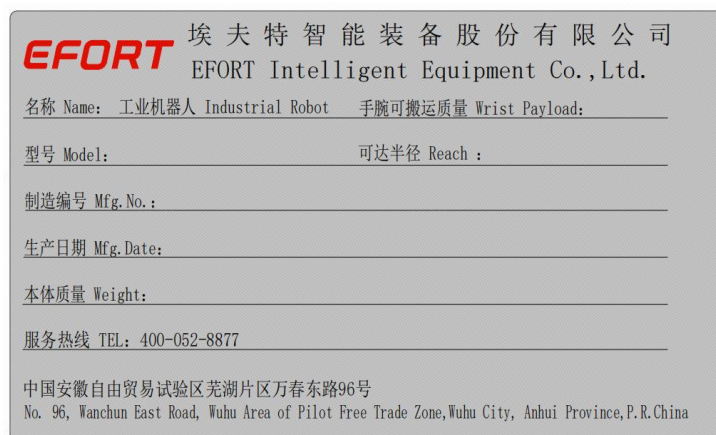 EFORT
埃夫特智能装备股份有限公司
EFORT Intelligent Equipment Co.,Ltd.
名称 Name: 工业机器人 Industrial Robot 手腕可搬运质量 Wrist Payload:
型号 Model: 可达半径 Reach :
制造编号 Mfg.No.:
生产日期 Mfg.Date:
本体质量 Weight:
服务热线 TEL: 400-052-8877
中国安徽自由贸易试验区芜湖片区万春东路96号
No. 96, Wanchun East Road, Wuhu Area of Pilot Free Trade Zone,Wuhu City, Anhui Province,P.R.China